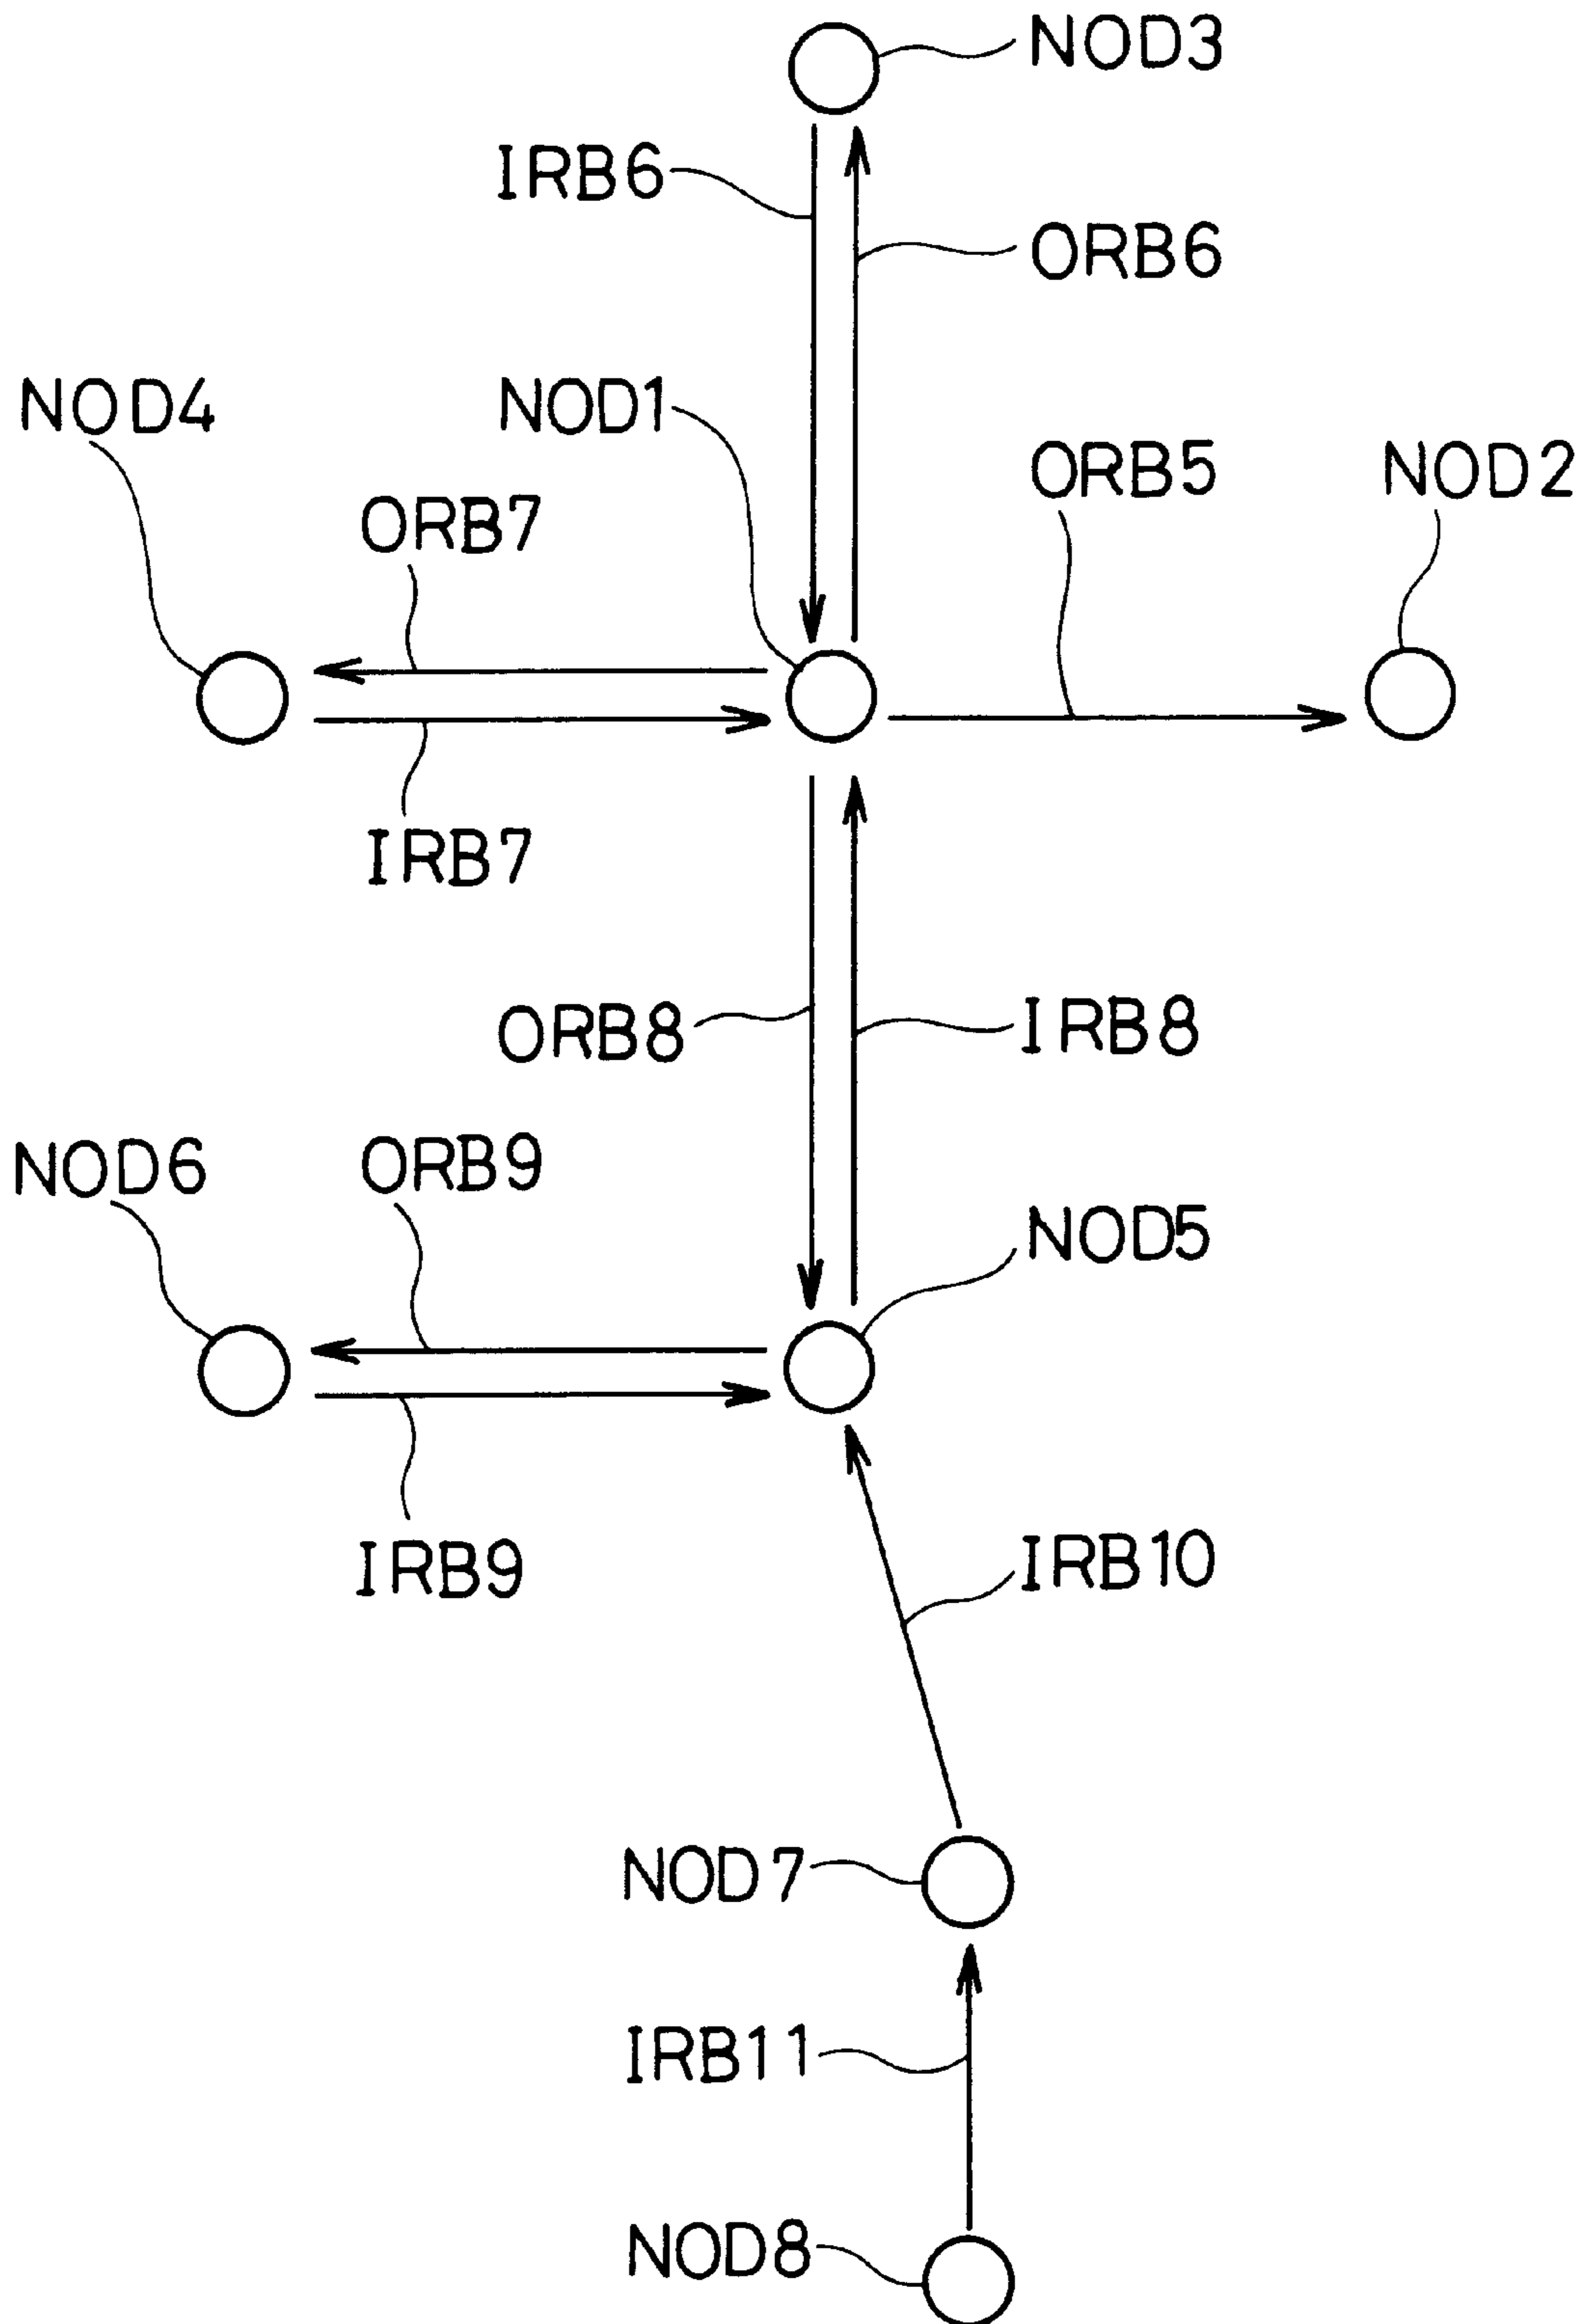 NOD3
IRB6
ORB6
NOD4
NOD1
ORB5
NOD2
ORB7
IRB7
ORB8
IRB8
NOD6
ORB9
NOD5
IRB9
IRB10
NOD7
IRB11
NOD8